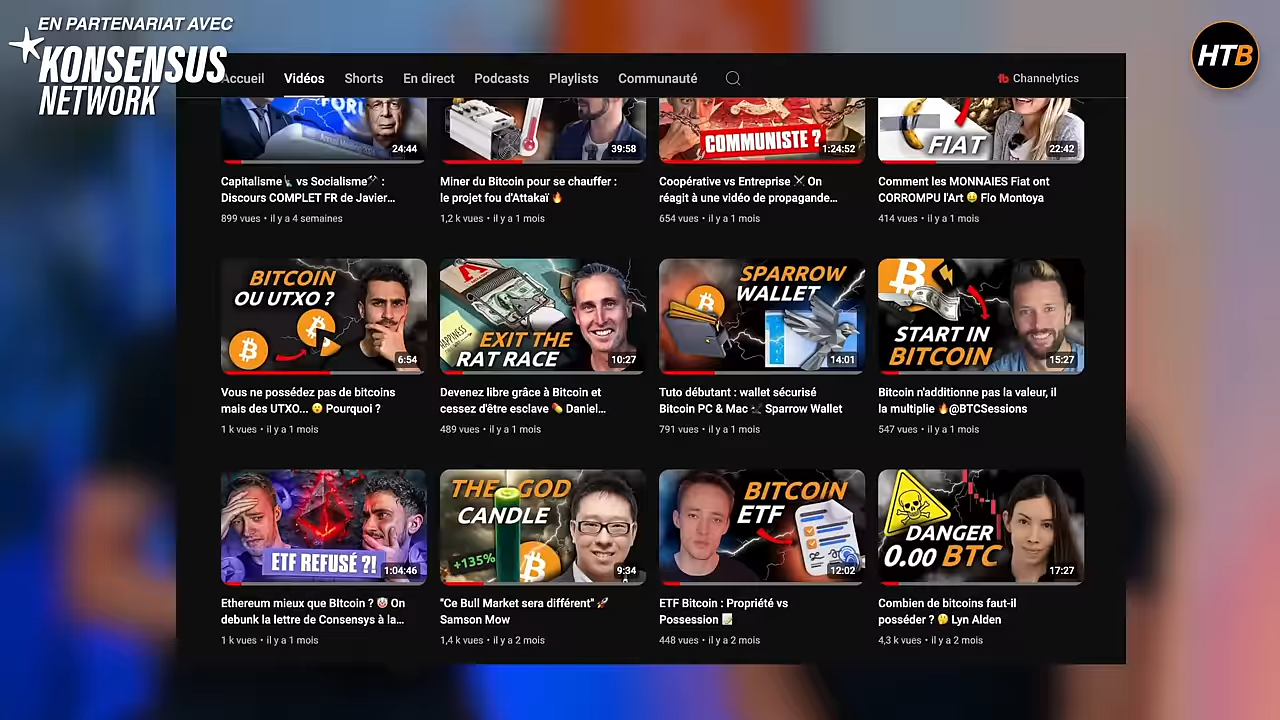 EN PARTENARIAT AVEC
KONSENSUS
NETWORK
HTB
Accueil Vidéos Shorts En direct Podcasts Playlists Communauté
Channelytics
24:44
39:58
COMMUNISTE ?
1:24:52
FIAT
22:42
Capitalisme vs Socialisme :
Discours COMPLET FR de Javier...
899 vues • il y a 4 semaines
Miner du Bitcoin pour se chauffer :
le projet fou d'Attakaï 🔥
1,2 k vues • il y a 1 mois
Coopérative vs Entreprise ⚔ On
réagit à une vidéo de propagande...
654 vues • il y a 1 mois
Comment les MONNAIES Fiat ont
CORROMPU l'Art 🤑 Flo Montoya
414 vues • il y a 1 mois
BITCOIN
OU UTXO ?
6:54
A
HAPPINESS
EXIT THE
RAT RACE
10:27
SPARROW
WALLET
14:01
START IN
BITCOIN
15:27
Vous ne possédez pas de bitcoins
mais des UTXO... 😮 Pourquoi ?
1 k vues • il y a 1 mois
Devenez libre grâce à Bitcoin et
cessez d'être esclave 💊 Daniel...
489 vues • il y a 1 mois
Tuto débutant : wallet sécurisé
Bitcoin PC & Mac Sparrow Wallet
791 vues • il y a 1 mois
Bitcoin n'additionne pas la valeur, il
la multiplie 🔥@BTCSessions
547 vues • il y a 1 mois
ETF REFUSÉ ?!
1:04:46
THE GOD
CANDLE
+135%
9:34
BITCOIN
ETF
12:02
DANGER
0.00 BTC
17:27
Ethereum mieux que BItcoin ? 🤡 On
debunk la lettre de Consensys à la...
1 k vues • il y a 1 mois
"Ce Bull Market sera différent" 🚀
Samson Mow
1,4 k vues • il y a 2 mois
ETF Bitcoin : Propriété vs
Possession 📝
448 vues • il y a 2 mois
Combien de bitcoins faut-il
posséder ? 🤔 Lyn Alden
4,3 k vues • il y a 2 mois